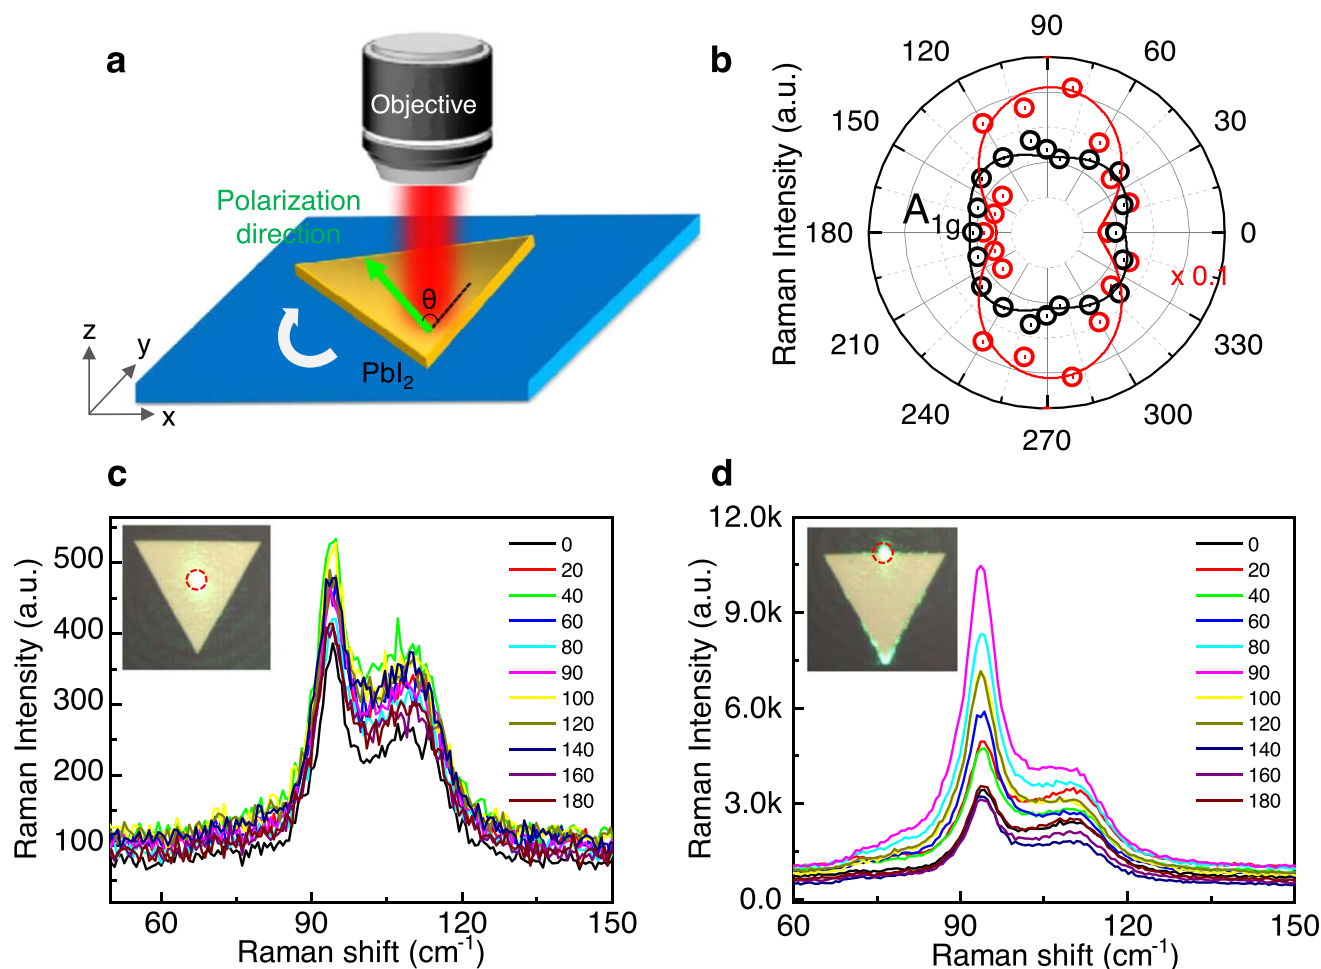 a
Objective
Polarization
direction
θ
PbI2
z
y
x
b
Raman Intensity (a.u.)
90
120
60
150
30
180
A1g
0
x 0.1
210
330
240
300
270
c
Raman Intensity (a.u.)
500
400
300
200
100
0
20
40
60
80
90
100
120
140
160
180
60
90
120
150
Raman shift (cm-1)
d
Raman Intensity (a.u.)
12.0k
9.0k
6.0k
3.0k
0.0
0
20
40
60
80
90
100
120
140
160
180
60
90
120
150
Raman shift (cm-1)